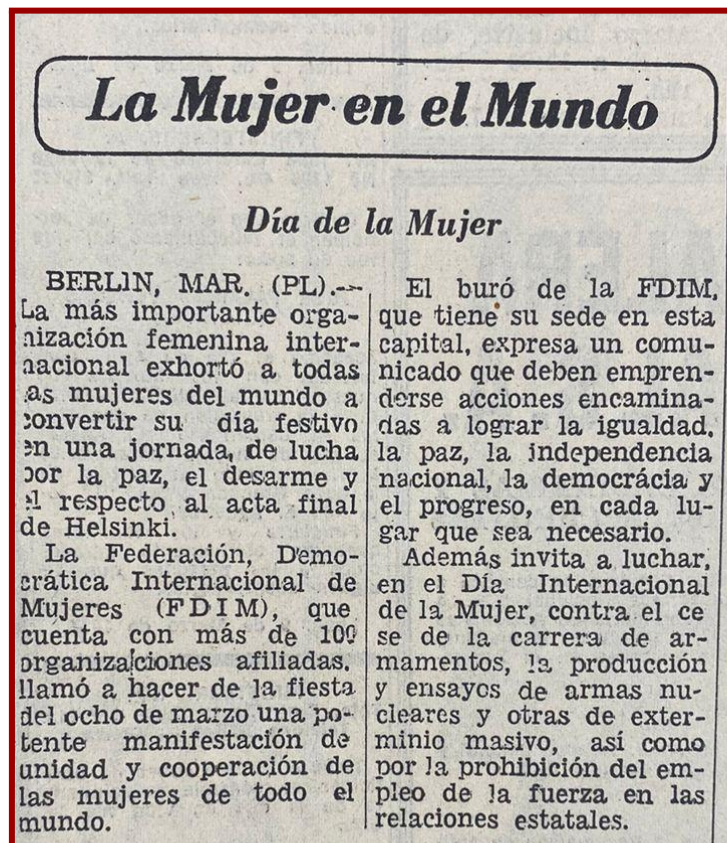 La Mujer en el Mundo
Día de la Mujer
BERLIN, MAR. (PL).—
La más importante orga-
nización femenina inter-
nacional exhortó a todas
as mujeres del mundo a
convertir su día festivo
en una jornada, de lucha
por la paz, el desarme y
el respecto al acta final
de Helsinki.
La Federación, Demo-
crática Internacional de
Mujeres (FDIM), que
cuenta con más de 100
organizaciones afiliadas,
llamó a hacer de la fiesta
del ocho de marzo una po-
tente manifestación de
unidad y cooperación de
las mujeres de todo el
mundo.
El buró de la FDIM,
que tiene su sede en esta
capital, expresa un comu-
nicado que deben empren-
derse acciones encamina-
das a lograr la igualdad,
la paz, la independencia
nacional, la democrácia y
el progreso, en cada lu-
gar que sea necesario.
Además invita a luchar,
en el Día Internacional
de la Mujer, contra el ce
se de la carrera de ar-
mamentos, la producción
y ensayos de armas nu-
cleares y otras de exter-
minio masivo, así como
por la prohibición del em-
pleo de la fuerza en las
relaciones estatales.